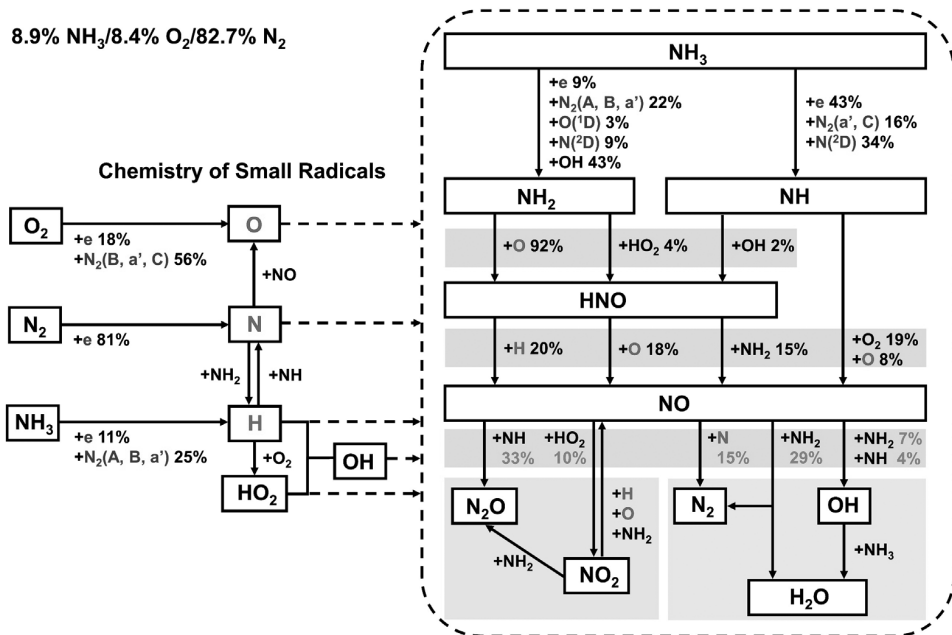 8.9% NH₃/8.4% O₂/82.7% N₂
Chemistry of Small Radicals
O₂
+e 18%
+N₂(B, a', C) 56%
O
+NO
N₂
+e 81%
N
+NH₂
+NH
NH₃
+e 11%
+N₂(A, B, a') 25%
H
+O₂
OH
HO₂
NH₃
+e 9%
+N₂(A, B, a') 22%
+O(¹D) 3%
+N(²D) 9%
+OH 43%
+e 43%
+N₂(a', C) 16%
+N(²D) 34%
NH₂
NH
+O 92%
+HO₂ 4%
+OH 2%
HNO
+H 20%
+O 18%
+NH₂ 15%
+O₂ 19%
+O 8%
NO
+NH
33%
+HO₂
10%
+N
15%
+NH₂
29%
+NH₂ 7%
+NH 4%
N₂O
+H
+O
+NH₂
+NH₂
NO₂
N₂
OH
+NH₃
H₂O